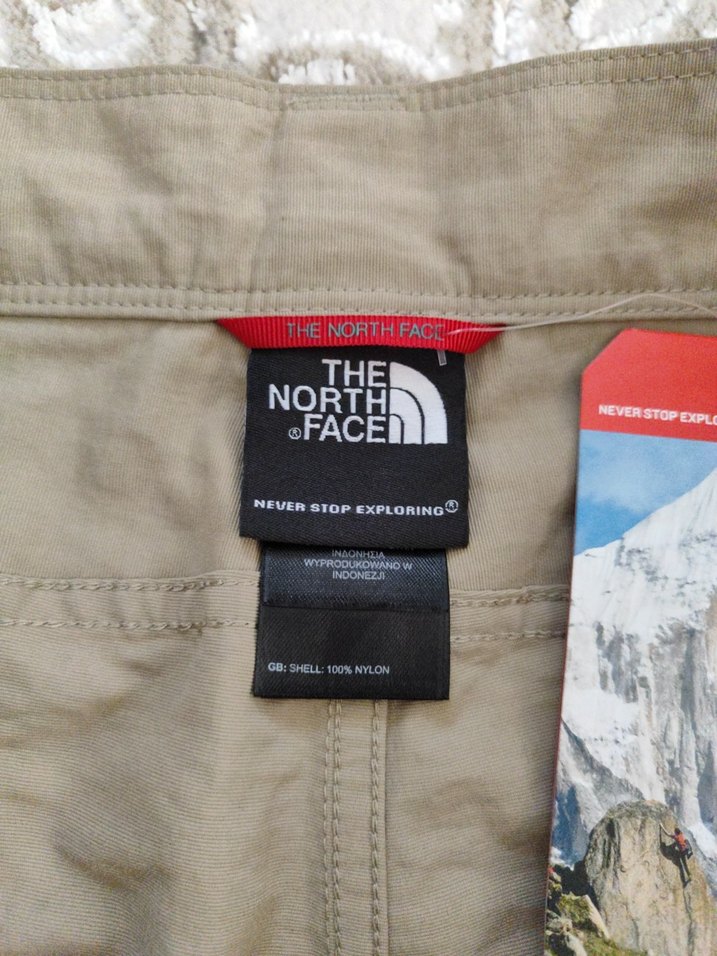 THE NORTH FACE
THE
NORTH
®FACE
NEVER STOP EXPLORING®
ΙΝΔΟΝΗΣΙΑ
WYPRODUKOWANO W
INDONEZJI
GB: SHELL: 100% NYLON
NEVER STOP EXPLO